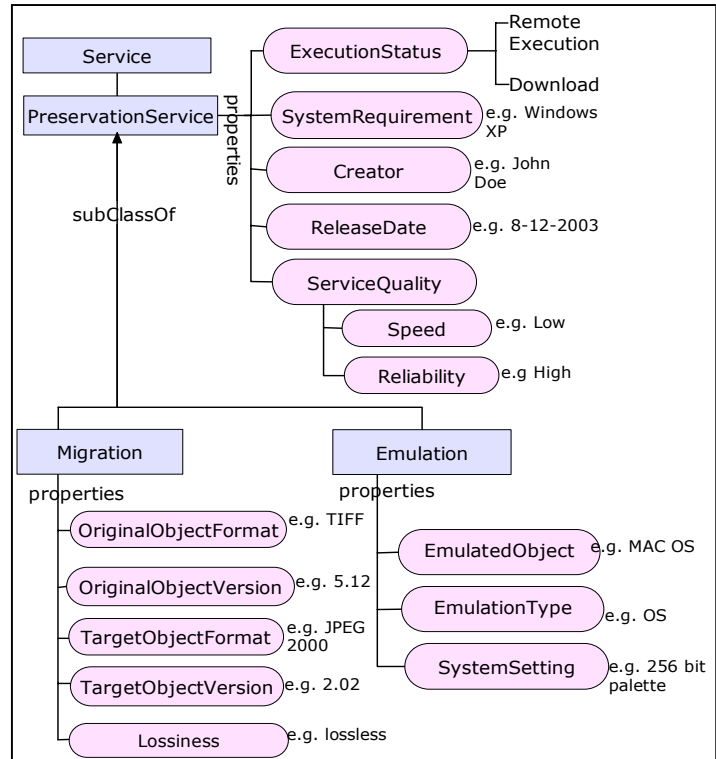 Service
PreservationService
properties
ExecutionStatus
Remote
Execution
Download
SystemRequirement
e.g. Windows
XP
Creator
e.g. John
Doe
ReleaseDate
e.g. 8-12-2003
ServiceQuality
Speed
e.g. Low
Reliability
e.g High
subClassOf
Migration
properties
OriginalObjectFormat
e.g. TIFF
OriginalObjectVersion
e.g. 5.12
TargetObjectFormat
e.g. JPEG
2000
TargetObjectVersion
e.g. 2.02
Lossiness
e.g. lossless
Emulation
properties
EmulatedObject
e.g. MAC OS
EmulationType
e.g. OS
SystemSetting
e.g. 256 bit
palette